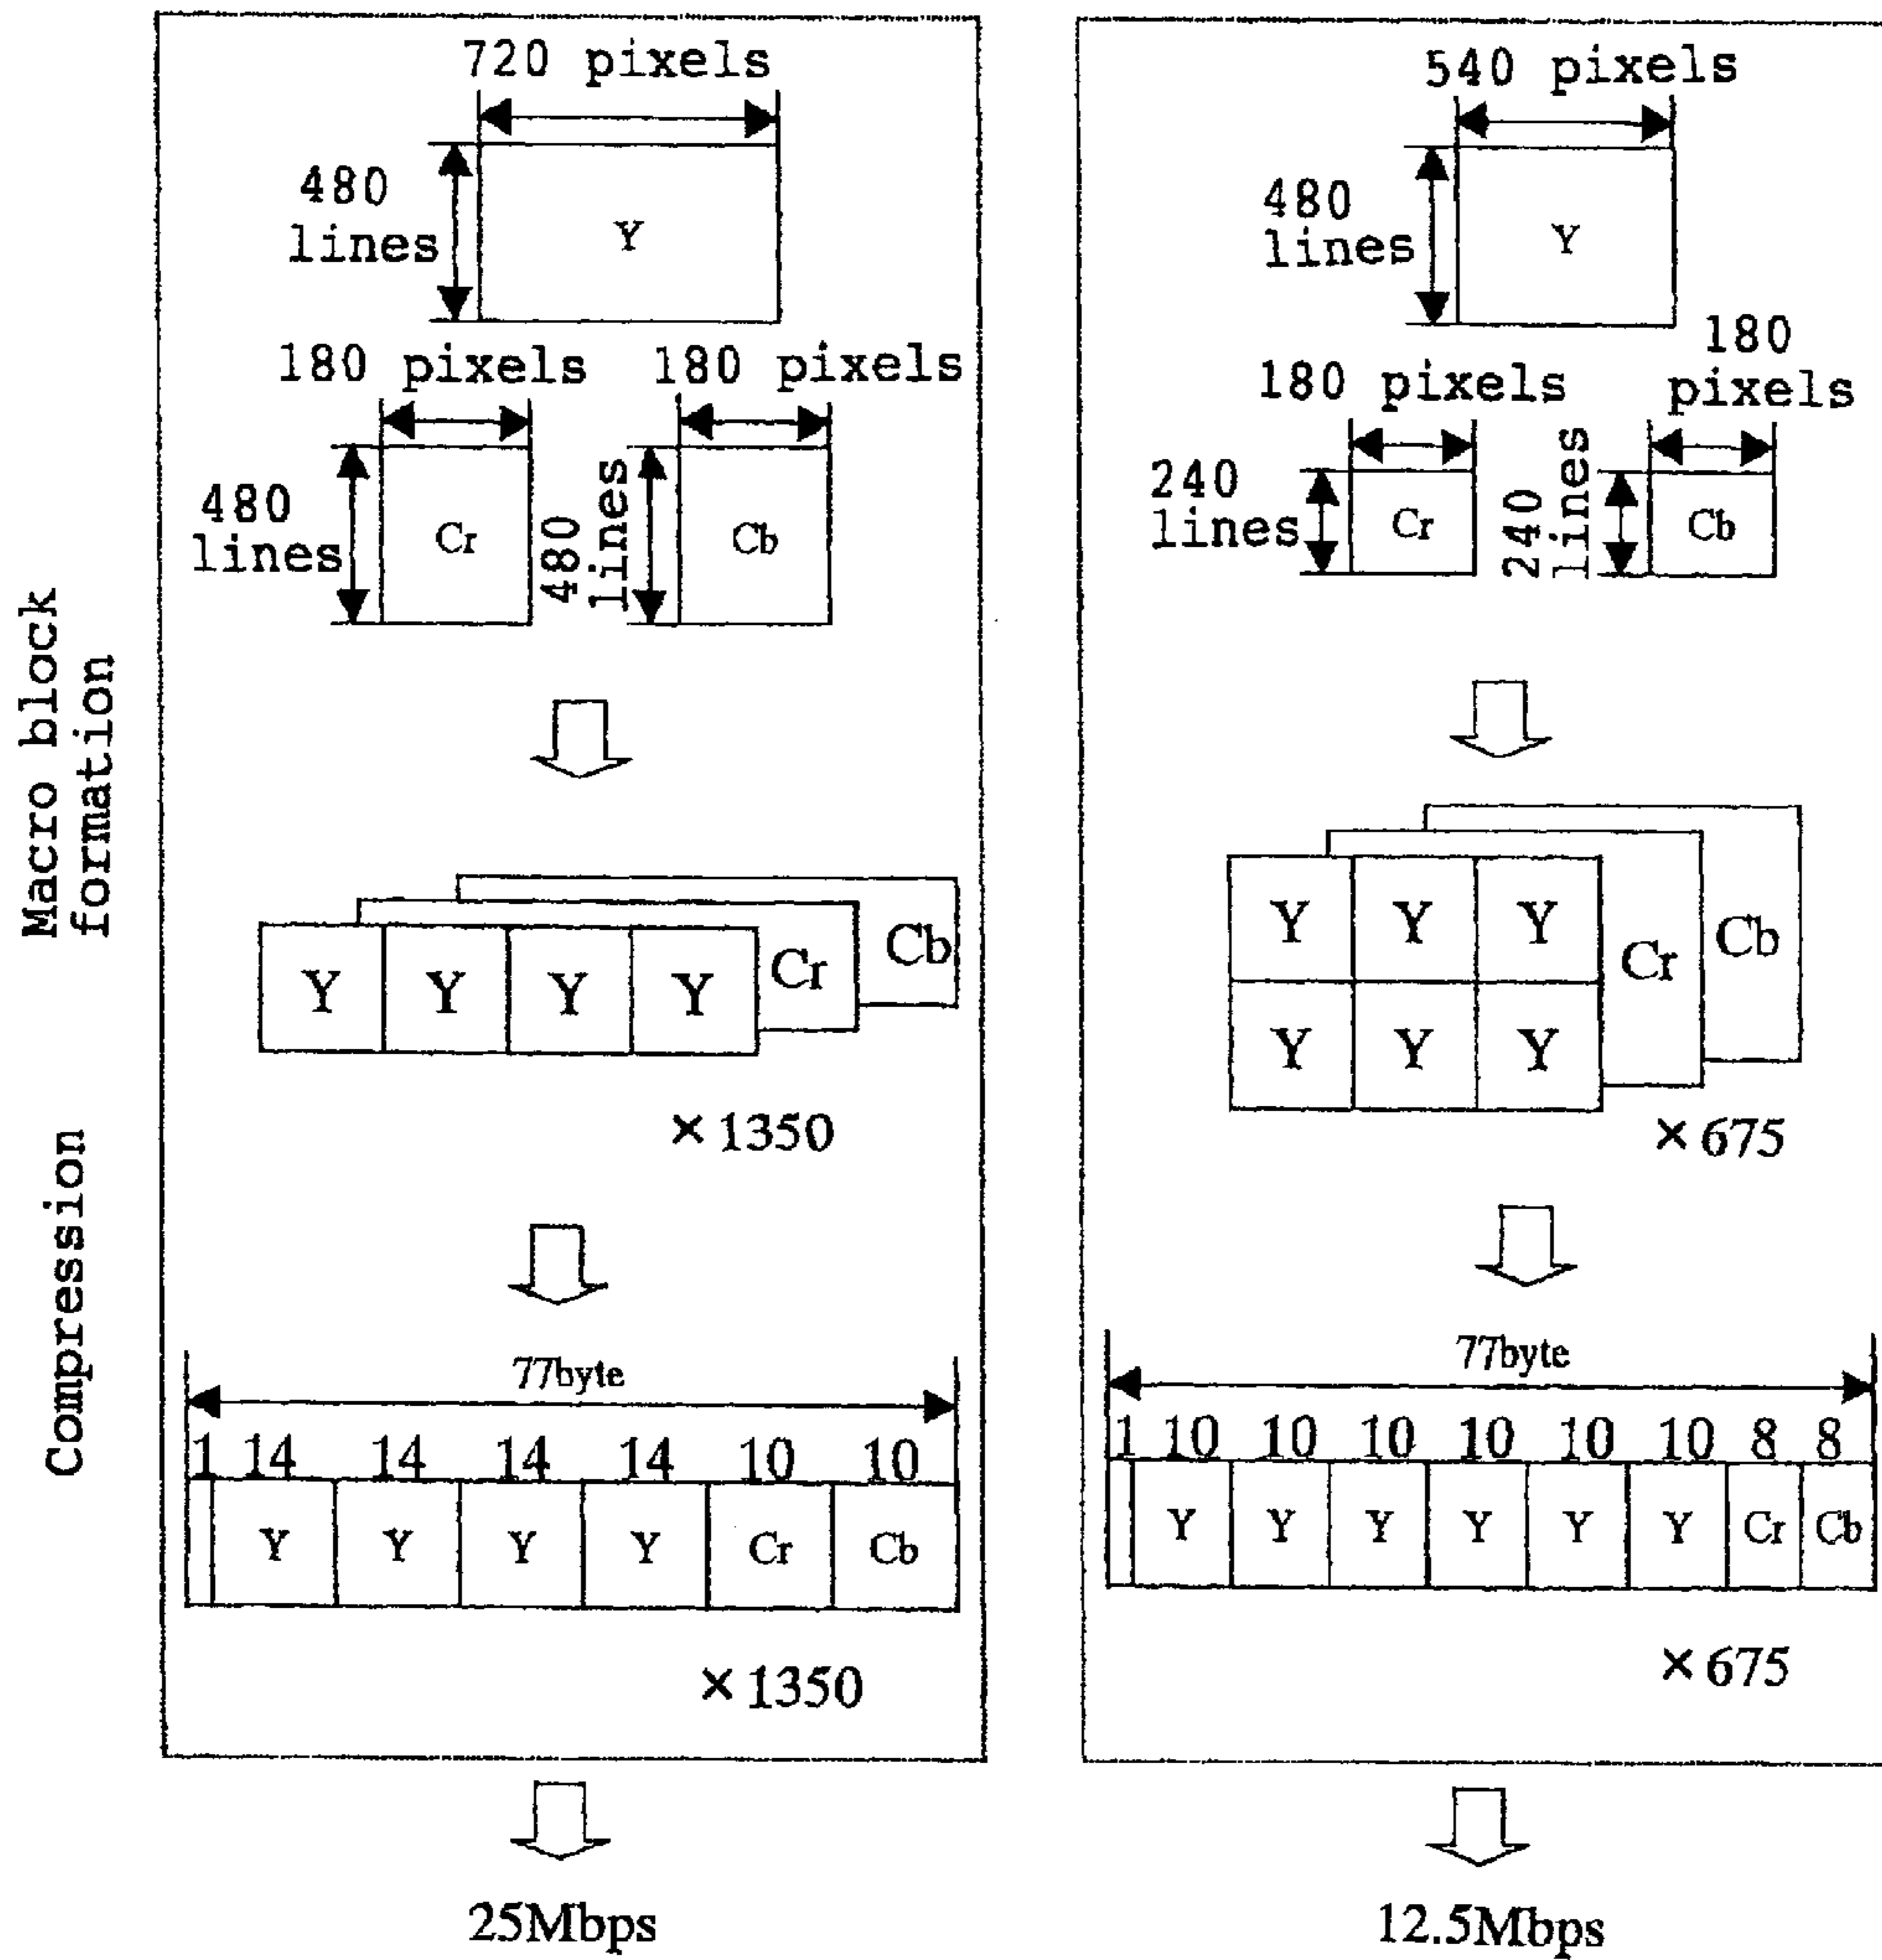 Macro block
formation
Compression
720 pixels
480
lines
Y
180 pixels
180 pixels
480
lines
Cr
480
lines
Cb
Y Y Y Y Cr Cb
×1350
77byte
1 14 14 14 14 10 10
Y Y Y Y Cr Cb
×1350
25Mbps
540 pixels
480
lines
Y
180 pixels
180
pixels
240
lines
Cr
240
lines
Cb
Y Y Y Cr Cb
Y Y Y
×675
77byte
1 10 10 10 10 10 10 8 8
Y Y Y Y Y Y Cr Cb
×675
12.5Mbps